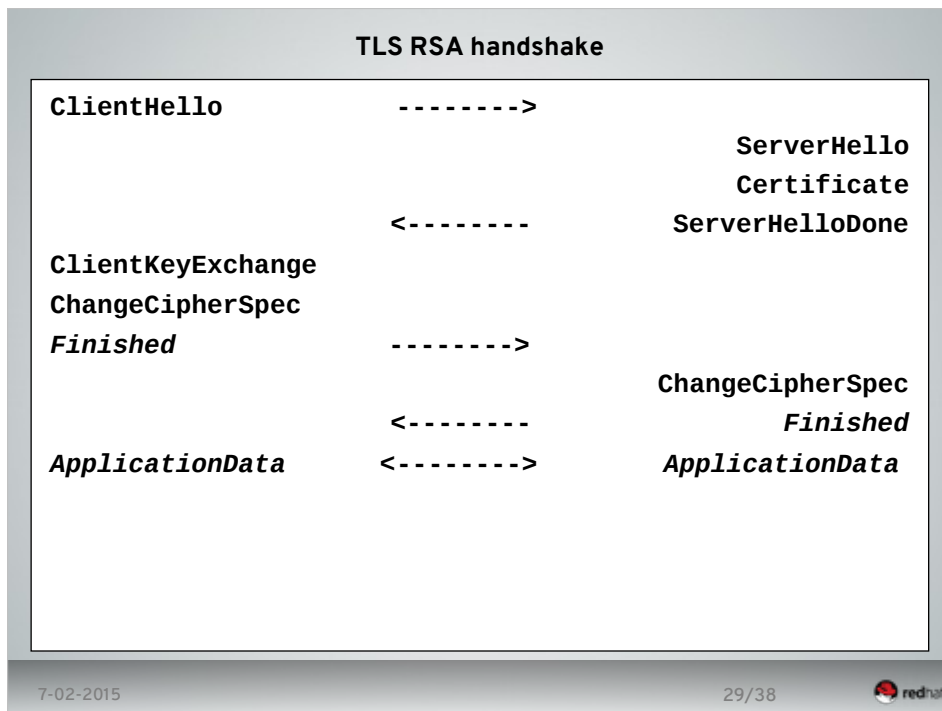 TLS RSA handshake
ClientHello -------->
ServerHello
Certificate
<-------- ServerHelloDone
ClientKeyExchange
ChangeCipherSpec
Finished -------->
ChangeCipherSpec
<-------- Finished
ApplicationData <--------> ApplicationData
7-02-2015 29/38 redhat